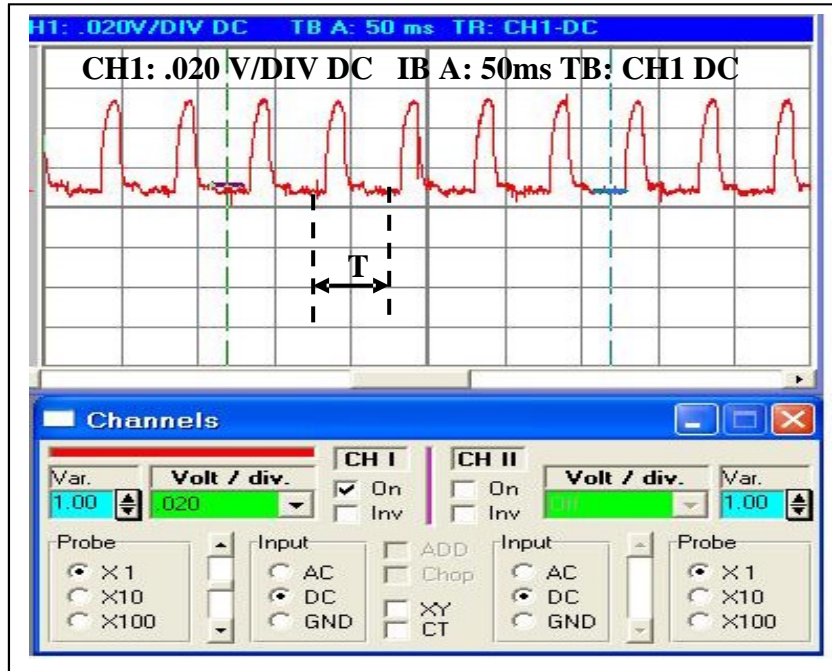 H1: .020V/DIV DC TB A: 50 ms TR: CH1-DC
CH1: .020 V/DIV DC IB A: 50ms TB: CH1 DC
T
Channels
CH I CH II
Var. Volt / div. On On Volt / div. Var.
1.00 .020 Inv Inv Off 1.00
Probe Input ADD Input Probe
X1 AC Chop AC X1
X10 DC XY DC X10
X100 GND CT GND X100